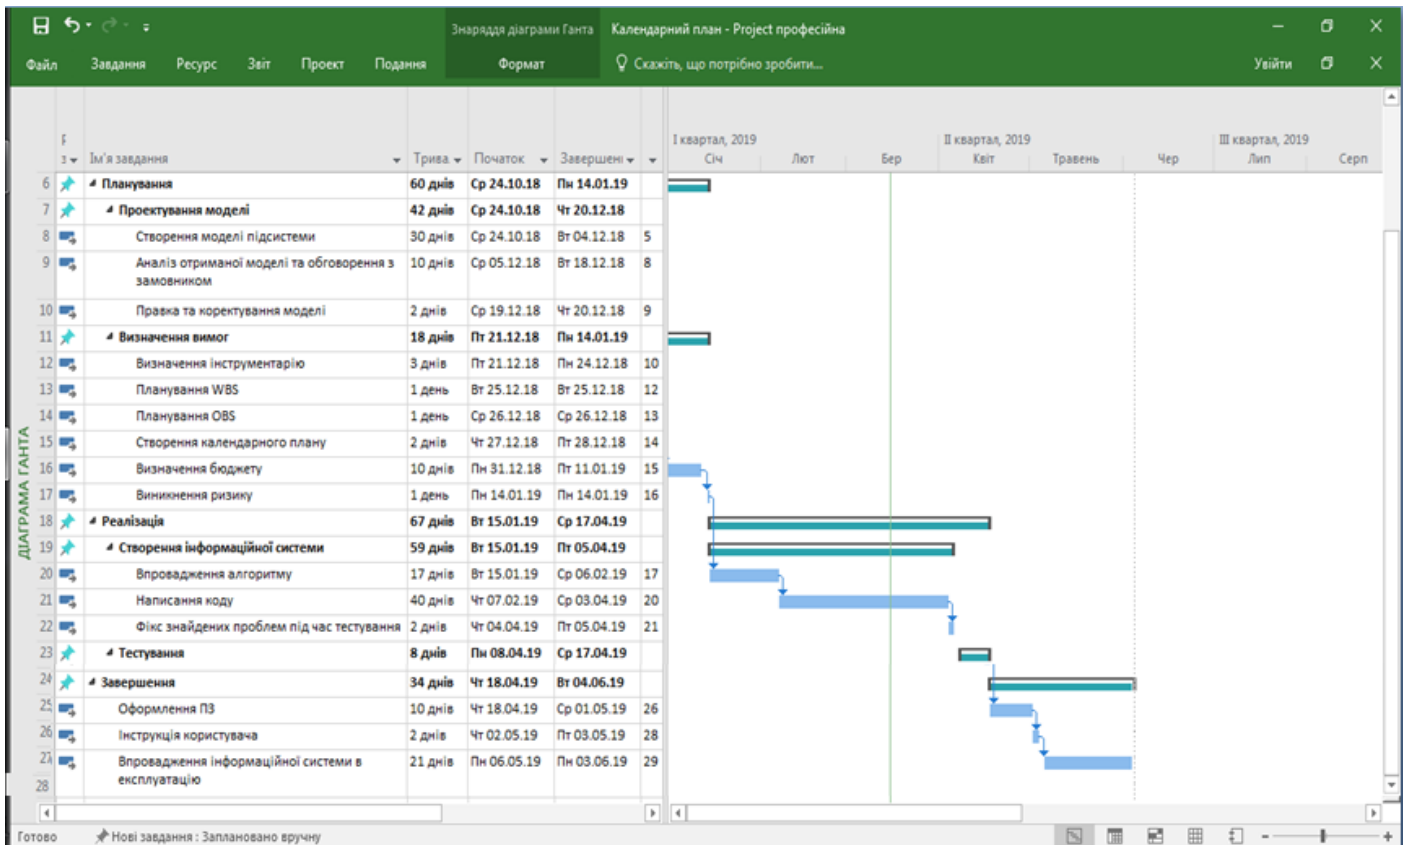 Знаряддя діаграми Ганта
Календарний план - Project професійна
Файл Завдання Ресурс Звіт Проект Подання Формат Скажіть, що потрібно зробити... Увійти
I квартал, 2019 II квартал, 2019 III квартал, 2019
Ім'я завдання Трива. Початок Завершені Січ Лют Бер Квіт Травень Чер Лип Серп
6 Планування 60 днів Ср 24.10.18 Пн 14.01.19
7 Проектування моделі 42 днів Ср 24.10.18 Чт 20.12.18
8 Створення моделі підсистеми 30 днів Ср 24.10.18 Вт 04.12.18 5
9 Аналіз отриманої моделі та обговорення з 10 днів Ср 05.12.18 Вт 18.12.18 8
замовником
10 Правка та коректування моделі 2 днів Ср 19.12.18 Чт 20.12.18 9
11 Визначення вимог 18 днів Пт 21.12.18 Пн 14.01.19
12 Визначення інструментарію 3 днів Пт 21.12.18 Пн 24.12.18 10
13 Планування WBS 1 день Вт 25.12.18 Вт 25.12.18 12
14 Планування OBS 1 день Ср 26.12.18 Ср 26.12.18 13
15 Створення календарного плану 2 днів Чт 27.12.18 Пт 28.12.18 14
16 Визначення бюджету 10 днів Пн 31.12.18 Пт 11.01.19 15
17 Виникнення ризику 1 день Пн 14.01.19 Пн 14.01.19 16
18 Реалізація 67 днів Вт 15.01.19 Ср 17.04.19
19 Створення інформаційної системи 59 днів Вт 15.01.19 Пт 05.04.19
20 Впровадження алгоритму 17 днів Вт 15.01.19 Ср 06.02.19 17
21 Написання коду 40 днів Чт 07.02.19 Ср 03.04.19 20
22 Фікс знайдених проблем під час тестування 2 днів Чт 04.04.19 Пт 05.04.19 21
23 Тестування 8 днів Пн 08.04.19 Ср 17.04.19
24 Завершення 34 днів Чт 18.04.19 Вт 04.06.19
25 Оформлення ПЗ 10 днів Чт 18.04.19 Ср 01.05.19 26
26 Інструкція користувача 2 днів Чт 02.05.19 Пт 03.05.19 28
27 Впровадження інформаційної системи в 21 днів Пн 06.05.19 Пн 03.06.19 29
експлуатацію
28
ДІАГРАМА ГАНТА
Готово Нові завдання : Заплановано вручну